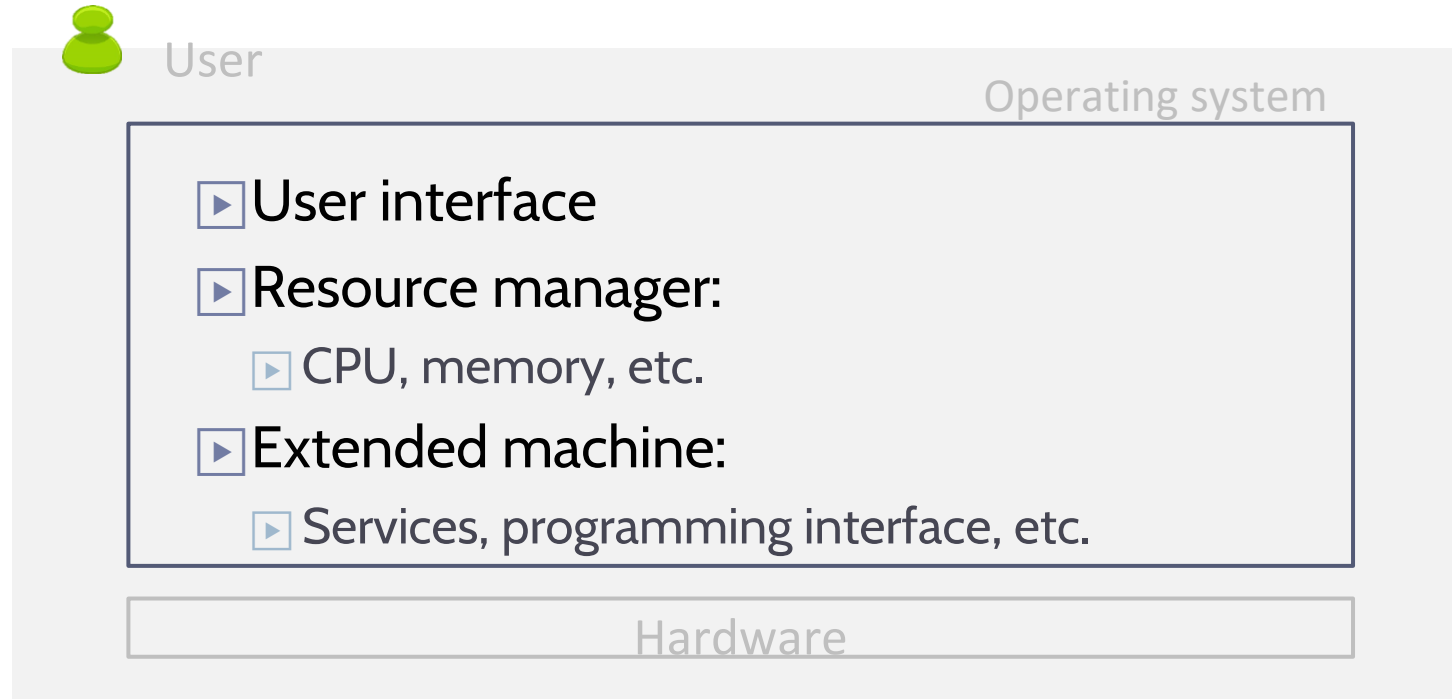 User
Operating system
User interface
Resource manager:
CPU, memory, etc.
Extended machine:
Services, programming interface, etc.
Hardware